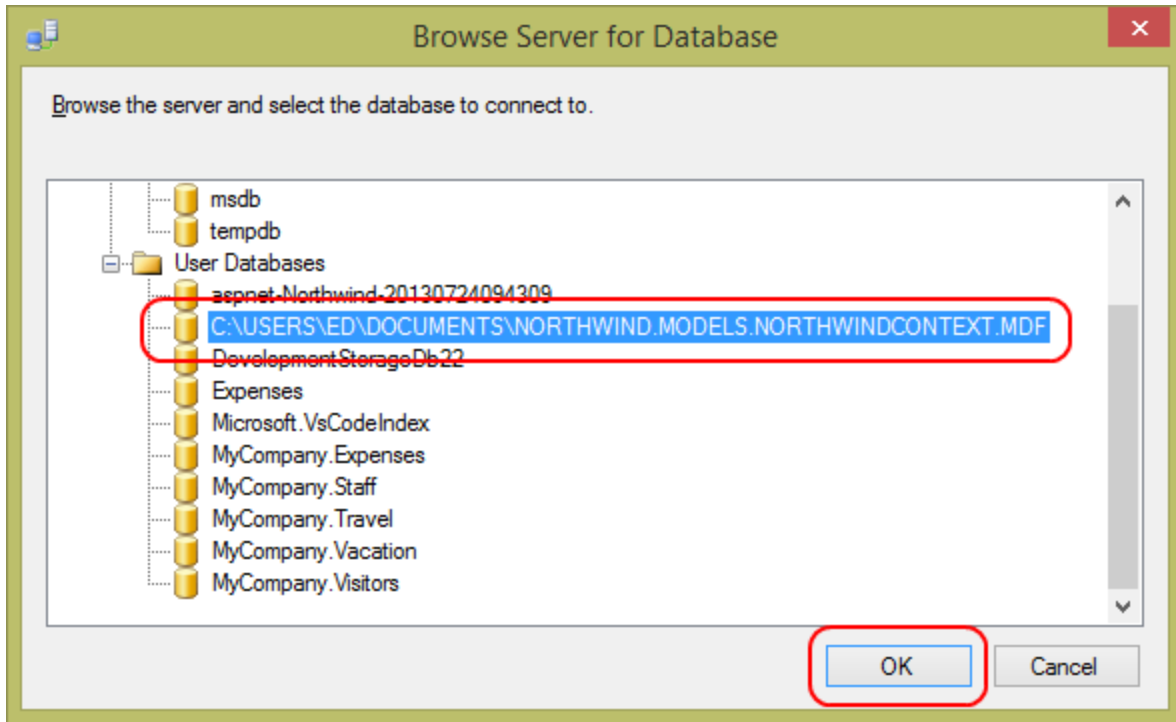 Browse Server for Database
Browse the server and select the database to connect to.
msdb
tempdb
User Databases
aspnet-Northwind-20130724094309
C:\USERS\ED\DOCUMENTS\NORTHWIND.MODELS.NORTHWINDCONTEXT.MDF
DevelopmentStorageDb22
Expenses
Microsoft.VsCodeIndex
MyCompany.Expenses
MyCompany.Staff
MyCompany.Travel
MyCompany.Vacation
MyCompany.Visitors
OK Cancel